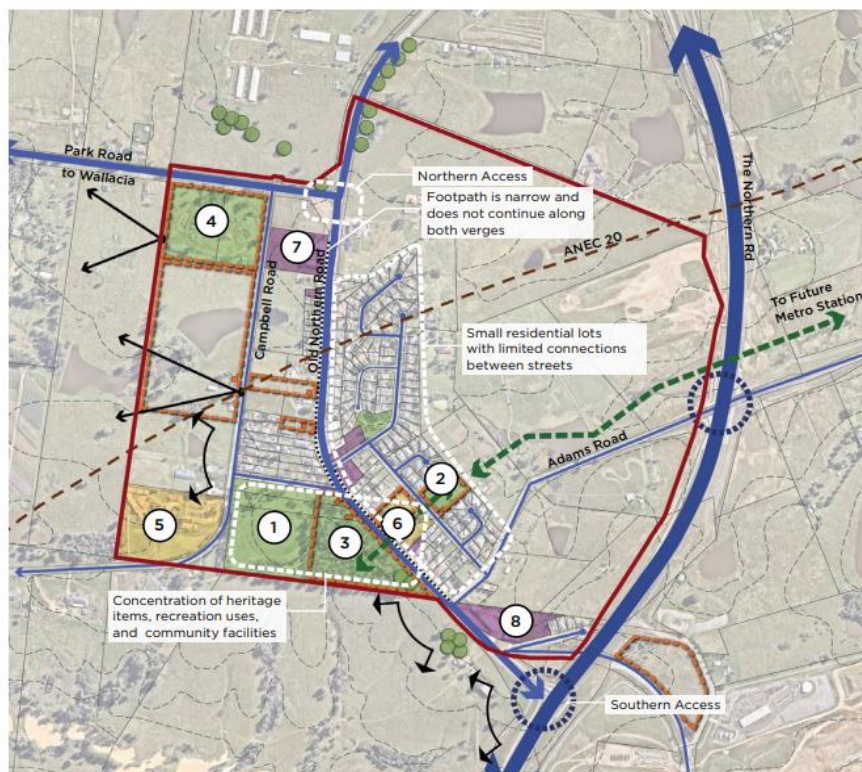 Park Road
to Wallacia
Northern Access
Footpath is narrow and
does not continue along
both verges
The Northern Rd
ANEC 20
4
7
Campbell Road
Old Northern Road
To Future
Metro Station
Small residential lots
with limited connections
between streets
Adams Road
2
5
1
3
6
Concentration of heritage
items, recreation uses,
and community facilities
8
Southern Access